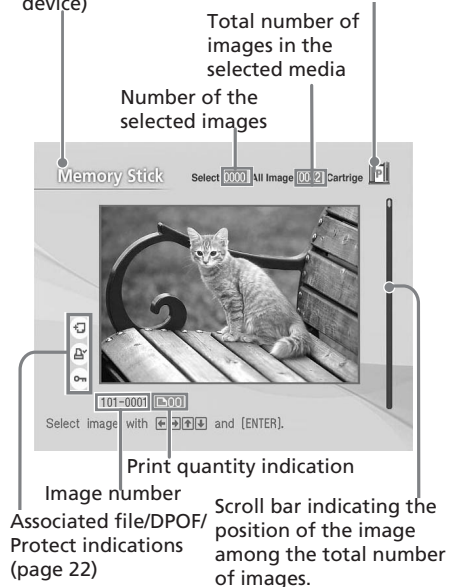 device)
Total number of
images in the
selected media
Number of the
selected images
Memory Stick Select 0000 All Image 00 2 Cartrige P
101-0001 00
Select image with ←→↑↓ and [ENTER].
Print quantity indication
Image number
Associated file/DPOF/
Protect indications
(page 22)
Scroll bar indicating the
position of the image
among the total number
of images.